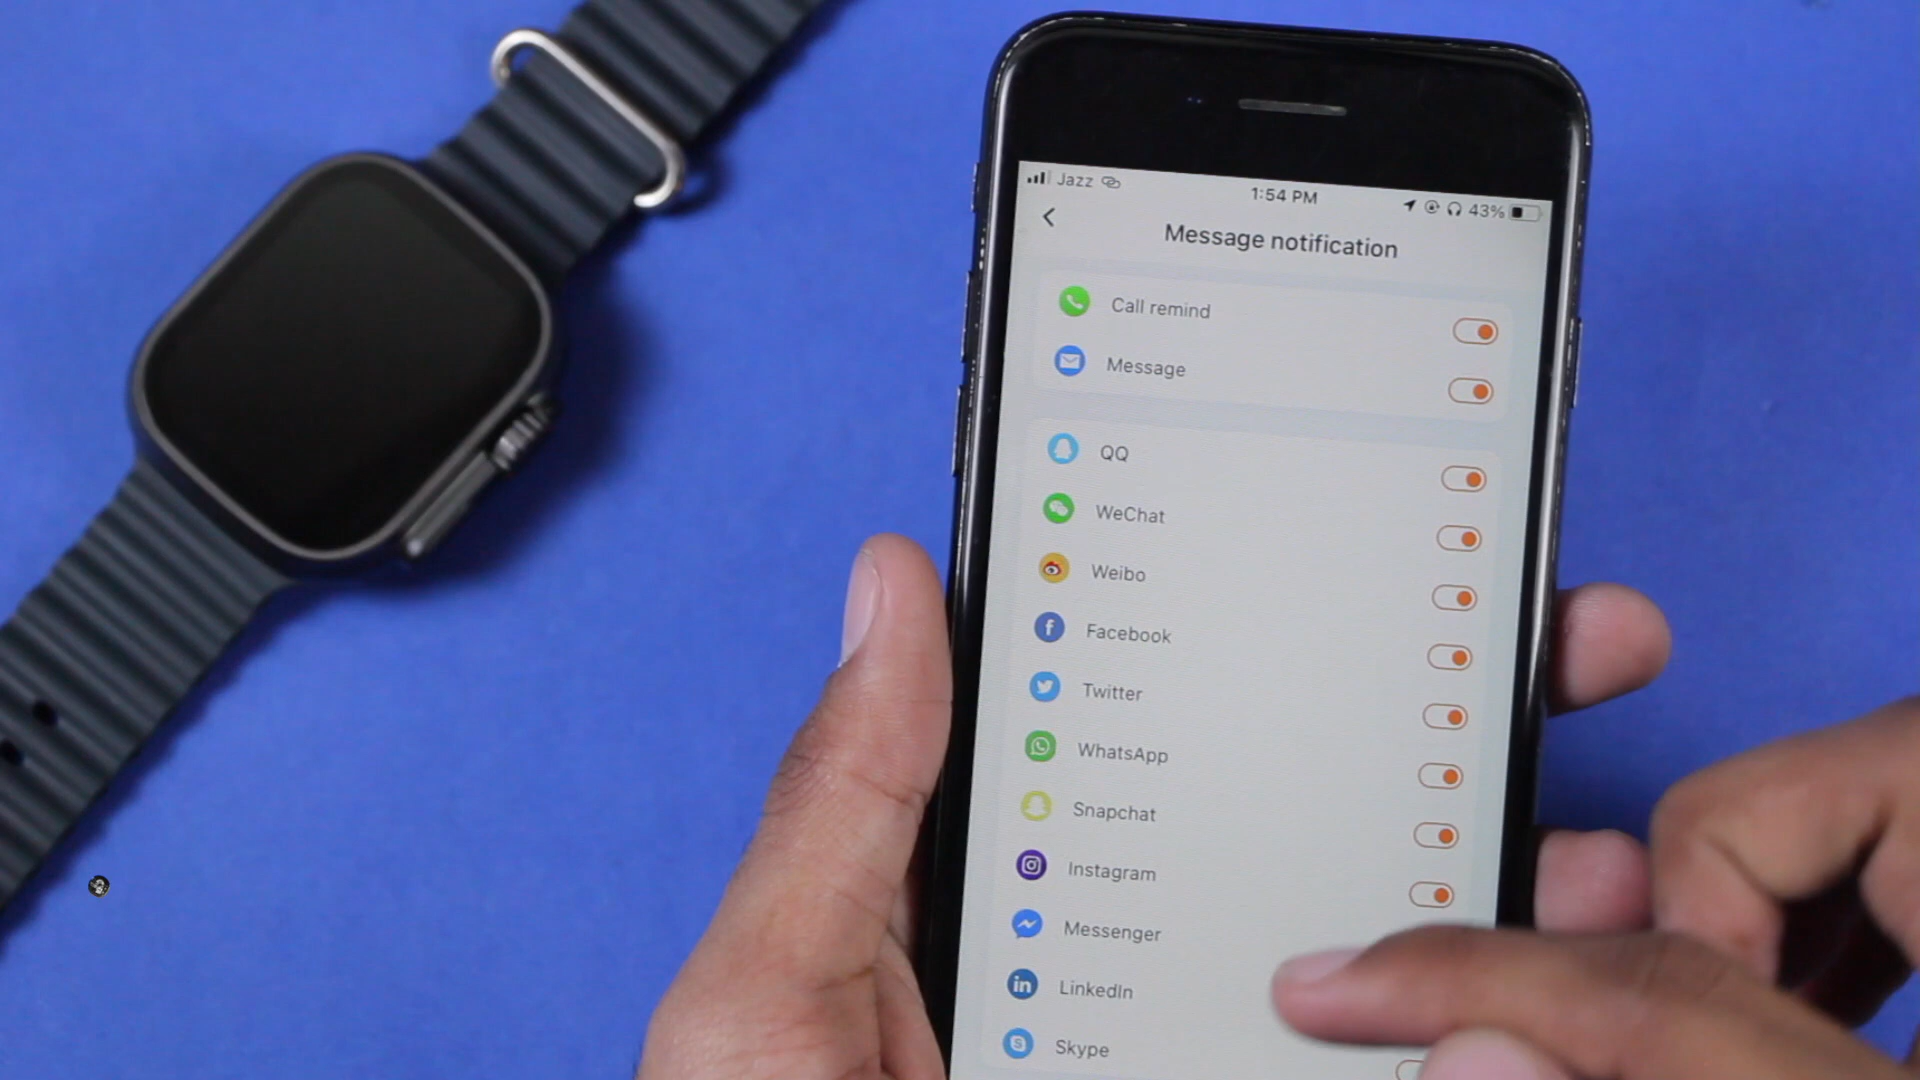 Jazz 1:54 PM 43%
Message notification
Call remind
Message
QQ
WeChat
Weibo
Facebook
Twitter
WhatsApp
Snapchat
Instagram
Messenger
LinkedIn
Skype